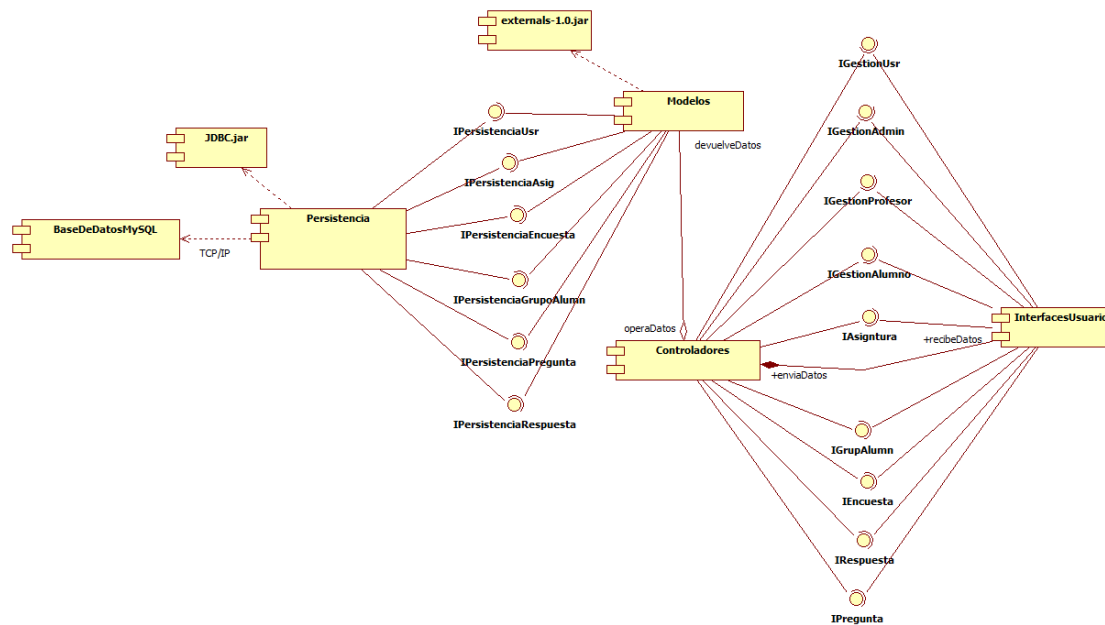 externals-1.0.jar
IGestionUsr
Modelos
IPersistenciaUsr
IGestionAdmin
JDBC.jar
devuelveDatos
IPersistenciaAsig
IGestionProfesor
Persistencia
BaseDeDatosMySQL
IPersistenciaEncuesta
TCP/IP
IGestionAlumno
IPersistenciaGrupoAlumn
InterfacesUsuario
operaDatos
IAsigntura
+recibeDatos
Controladores
IPersistenciaPregunta
+enviaDatos
IPersistenciaRespuesta
IGrupAlumn
IEncuesta
IRespuesta
IPregunta